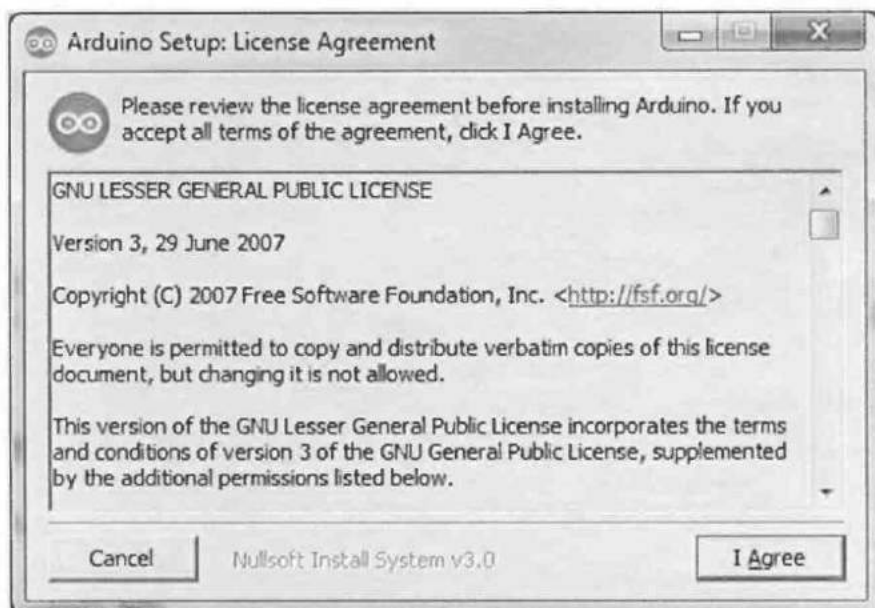 Arduino Setup: License Agreement
Please review the license agreement before installing Arduino. If you
accept all terms of the agreement, click I Agree.
GNU LESSER GENERAL PUBLIC LICENSE
Version 3, 29 June 2007
Copyright (C) 2007 Free Software Foundation, Inc. <http://fsf.org/>
Everyone is permitted to copy and distribute verbatim copies of this license
document, but changing it is not allowed.
This version of the GNU Lesser General Public License incorporates the terms
and conditions of version 3 of the GNU General Public License, supplemented
by the additional permissions listed below.
Cancel
Nullsoft Install System v3.0
I Agree